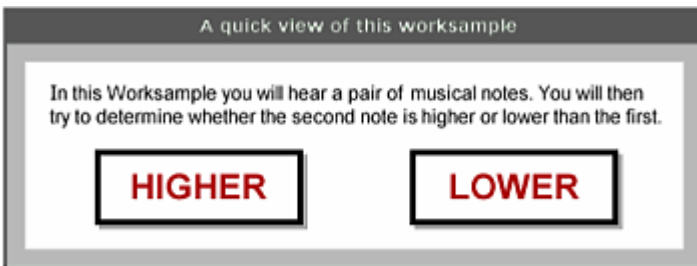 A quick view of this worksample
In this Worksample you will hear a pair of musical notes. You will then
try to determine whether the second note is higher or lower than the first.
HIGHER LOWER